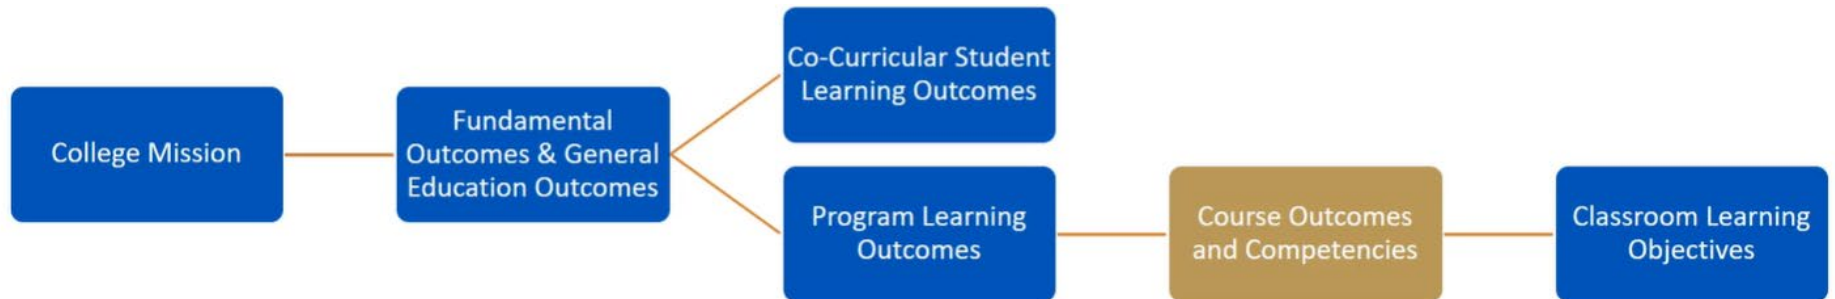 College Mission
Fundamental
Outcomes & General
Education Outcomes
Co-Curricular Student
Learning Outcomes
Program Learning
Outcomes
Course Outcomes
and Competencies
Classroom Learning
Objectives